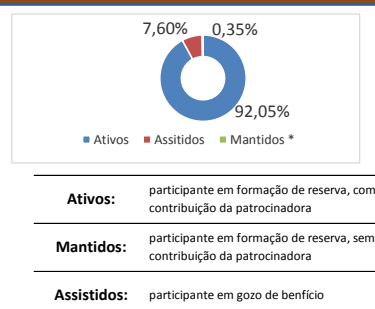 7,60% 0,35%
92,05%
Ativos Assitidos Mantidos *
Ativos: participante em formação de reserva, com
contribuição da patrocinadora
Mantidos: participante em formação de reserva, sem
contribuição da patrocinadora
Assistidos: participante em gozo de benfício